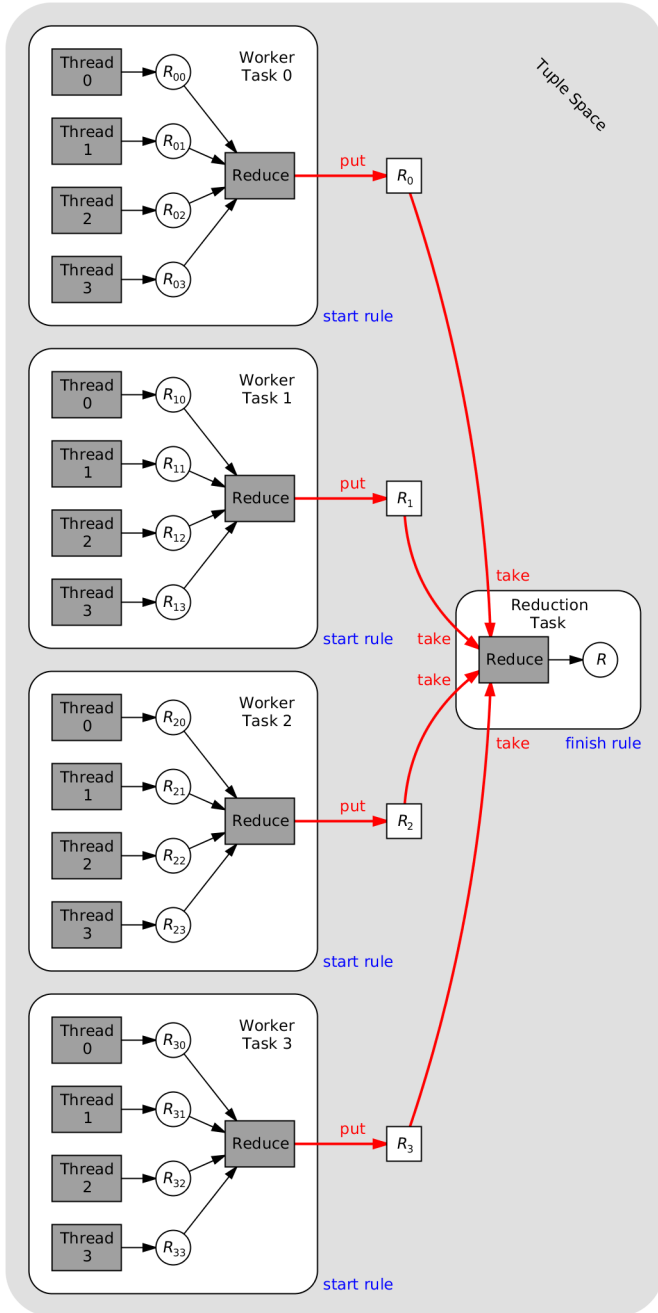 Tuple Space
Worker
Task 0
Thread
0
R00
Thread
1
R01
Thread
2
R02
Thread
3
R03
Reduce
put
R0
start rule
Worker
Task 1
Thread
0
R10
Thread
1
R11
Thread
2
R12
Thread
3
R13
Reduce
put
R1
start rule
take
take
Reduction
Task
Reduce
R
take
take
finish rule
Worker
Task 2
Thread
0
R20
Thread
1
R21
Thread
2
R22
Thread
3
R23
Reduce
put
R2
start rule
Worker
Task 3
Thread
0
R30
Thread
1
R31
Thread
2
R32
Thread
3
R33
Reduce
put
R3
start rule